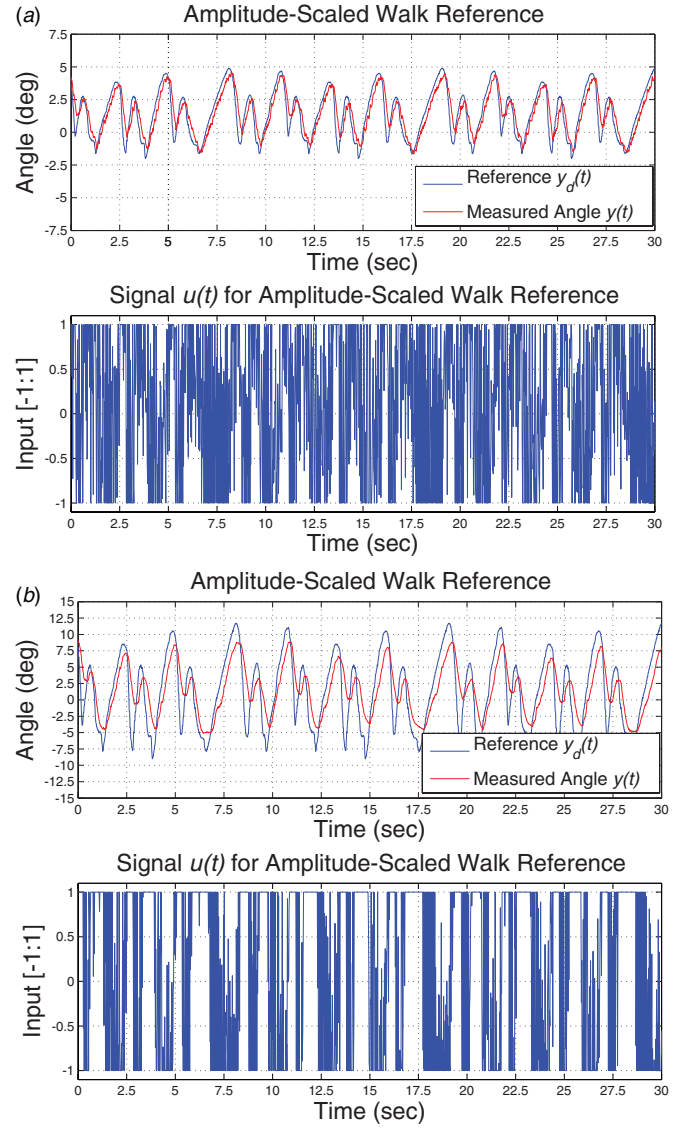 (a)
Amplitude-Scaled Walk Reference
7.5
5
2.5
0
-2.5
-5
-7.5
Angle (deg)
Reference y_d(t)
Measured Angle y(t)
0 2.5 5 7.5 10 12.5 15 17.5 20 22.5 25 27.5 30
Time (sec)
Signal u(t) for Amplitude-Scaled Walk Reference
1
0.5
0
-0.5
-1
Input [-1:1]
0 2.5 5 7.5 10 12.5 15 17.5 20 22.5 25 27.5 30
Time (sec)
(b)
Amplitude-Scaled Walk Reference
15
12.5
10
7.5
5
2.5
0
-2.5
-5
-7.5
-10
-12.5
-15
Angle (deg)
Reference y_d(t)
Measured Angle y(t)
0 2.5 5 7.5 10 12.5 15 17.5 20 22.5 25 27.5 30
Time (sec)
Signal u(t) for Amplitude-Scaled Walk Reference
1
0.5
0
-0.5
-1
Input [-1:1]
0 2.5 5 7.5 10 12.5 15 17.5 20 22.5 25 27.5 30
Time (sec)